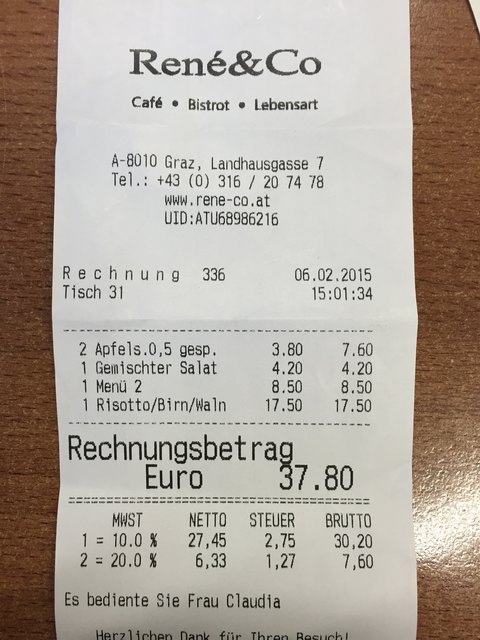 René&Co
Café • Bistrot • Lebensart
A-8010 Graz, Landhausgasse 7
Tel.: +43 (0) 316 / 20 74 78
www.rene-co.at
UID:ATU68986216
Rechnung 336 06.02.2015
Tisch 31 15:01:34
2 Apfels.0,5 gesp. 3.80 7.60
1 Gemischter Salat 4.20 4.20
1 Menü 2 8.50 8.50
1 Risotto/Birn/Waln 17.50 17.50
Rechnungsbetrag
Euro 37.80
MWST NETTO STEUER BRUTTO
1 = 10.0 % 27,45 2,75 30,20
2 = 20.0 % 6,33 1,27 7,60
Es bediente Sie Frau Claudia
Herzlichen Dank für Ihren Besuch!